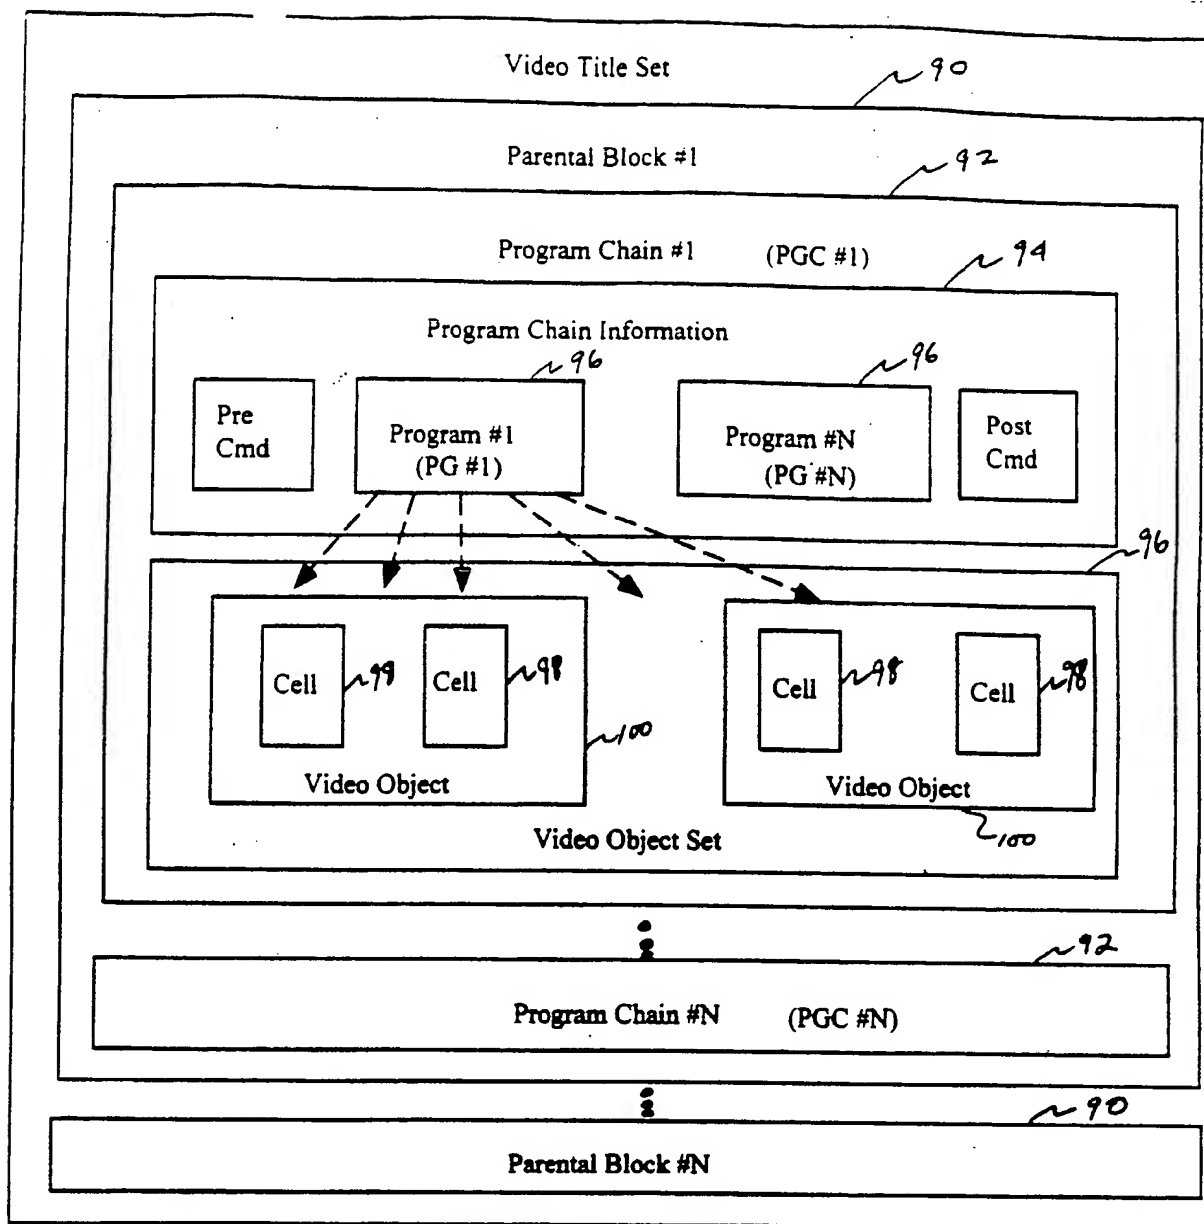 Video Title Set
90
Parental Block #1
92
Program Chain #1 (PGC #1)
94
Program Chain Information
96
96
Pre
Cmd
Program #1
(PG #1)
Program #N
(PG #N)
Post
Cmd
96
Cell
98
Cell
98
Cell
98
Cell
98
100
Video Object
Video Object
100
Video Object Set
92
Program Chain #N (PGC #N)
90
Parental Block #N